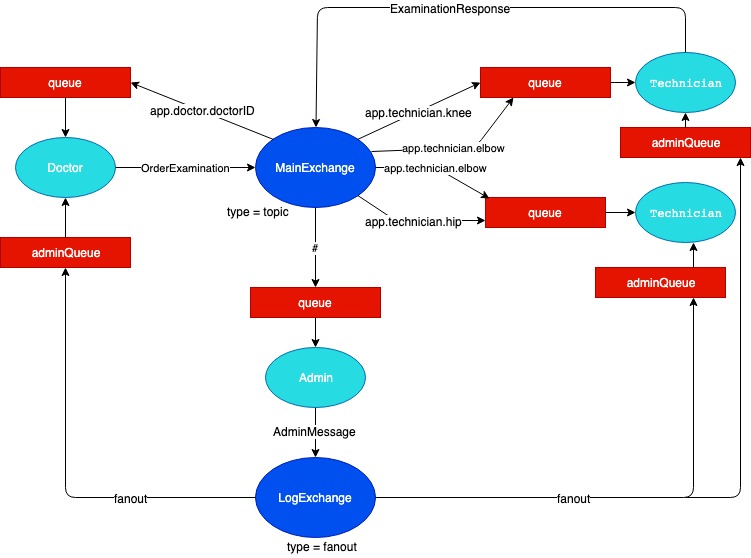 ExaminationResponse
queue
queue
Technician
app.doctor.doctorID
app.technician.knee
adminQueue
app.technician.elbow
Doctor
OrderExamination
MainExchange
app.technician.elbow
type = topic
app.technician.hip
queue
Technician
adminQueue
#
adminQueue
queue
Admin
AdminMessage
fanout
LogExchange
fanout
type = fanout